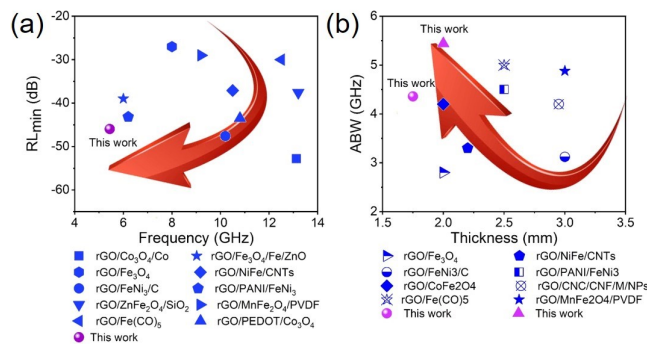 (a)
-20
-30
-40
-50
-60
RLmin (dB)
This work
4
6
8
10
12
14
Frequency (GHz)
rGO/Co3O4/Co
rGO/Fe3O4/Fe/ZnO
rGO/Fe3O4
rGO/NiFe/CNTs
rGO/FeNi3/C
rGO/PANI/FeNi3
rGO/ZnFe2O4/SiO2
rGO/MnFe2O4/PVDF
rGO/Fe(CO)5
rGO/PEDOT/Co3O4
This work
(b)
6
5
4
3
2
ABW (GHz)
This work
This work
2.0
2.5
3.0
3.5
Thickness (mm)
rGO/Fe3O4
rGO/NiFe/CNTs
rGO/FeNi3/C
rGO/PANI/FeNi3
rGO/CoFe2O4
rGO/CNC/CNF/M/NPs
rGO/Fe(CO)5
rGO/MnFe2O4/PVDF
This work
This work